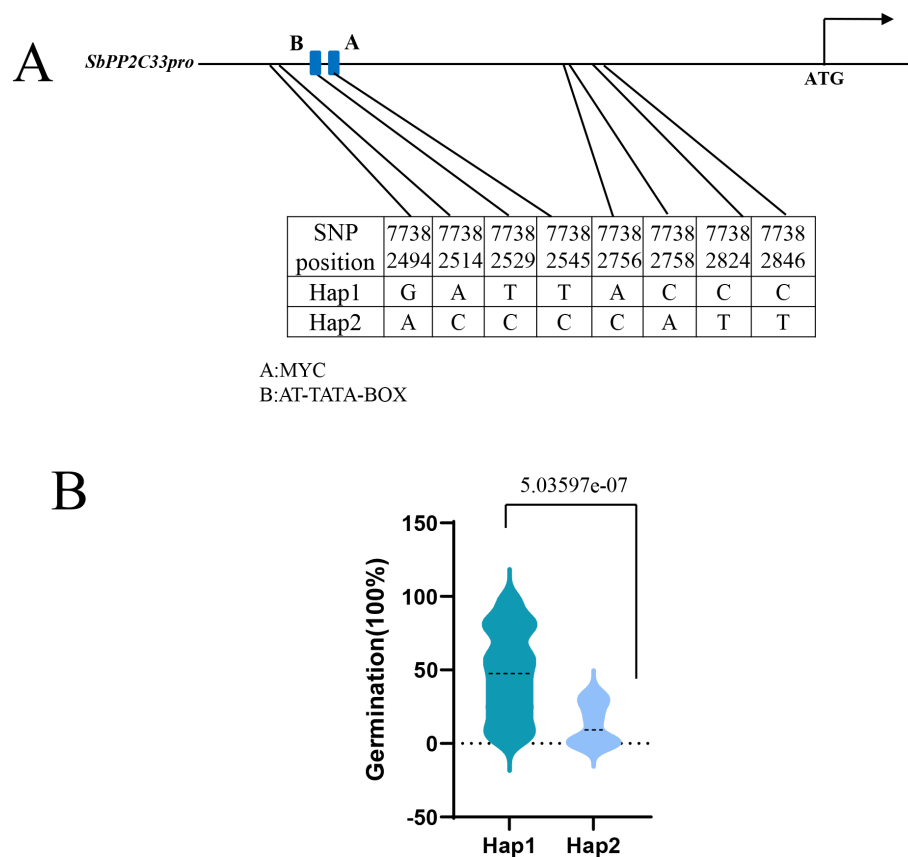 A
B A
SbPP2C33pro
ATG
SNP position 7738 2494 7738 2514 7738 2529 7738 2545 7738 2756 7738 2758 7738 2824 7738 2846
Hap1 G A T T A C C C
Hap2 A C C C C A T T
A:MYC
B:AT-TATA-BOX
B
5.03597e-07
150
100
50
0
-50
Germination(100%)
Hap1 Hap2